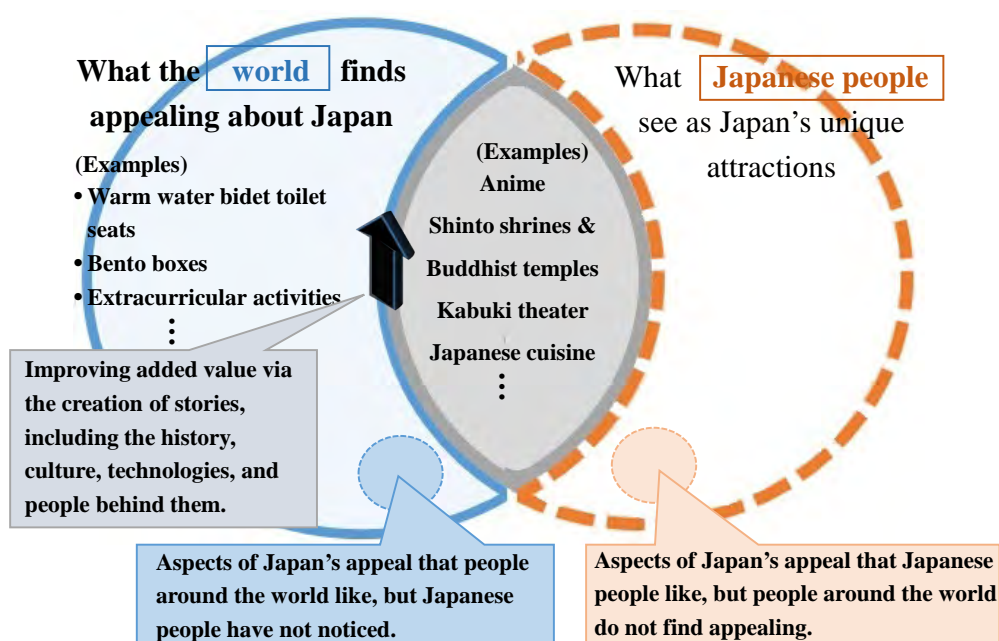 What the world finds
appealing about Japan
(Examples)
• Warm water bidet toilet
seats
• Bento boxes
• Extracurricular activities
⋮
Improving added value via
the creation of stories,
including the history,
culture, technologies, and
people behind them.
(Examples)
Anime
Shinto shrines &
Buddhist temples
Kabuki theater
Japanese cuisine
⋮
What Japanese people
see as Japan’s unique
attractions
Aspects of Japan’s appeal that people
around the world like, but Japanese
people have not noticed.
Aspects of Japan’s appeal that Japanese
people like, but people around the world
do not find appealing.